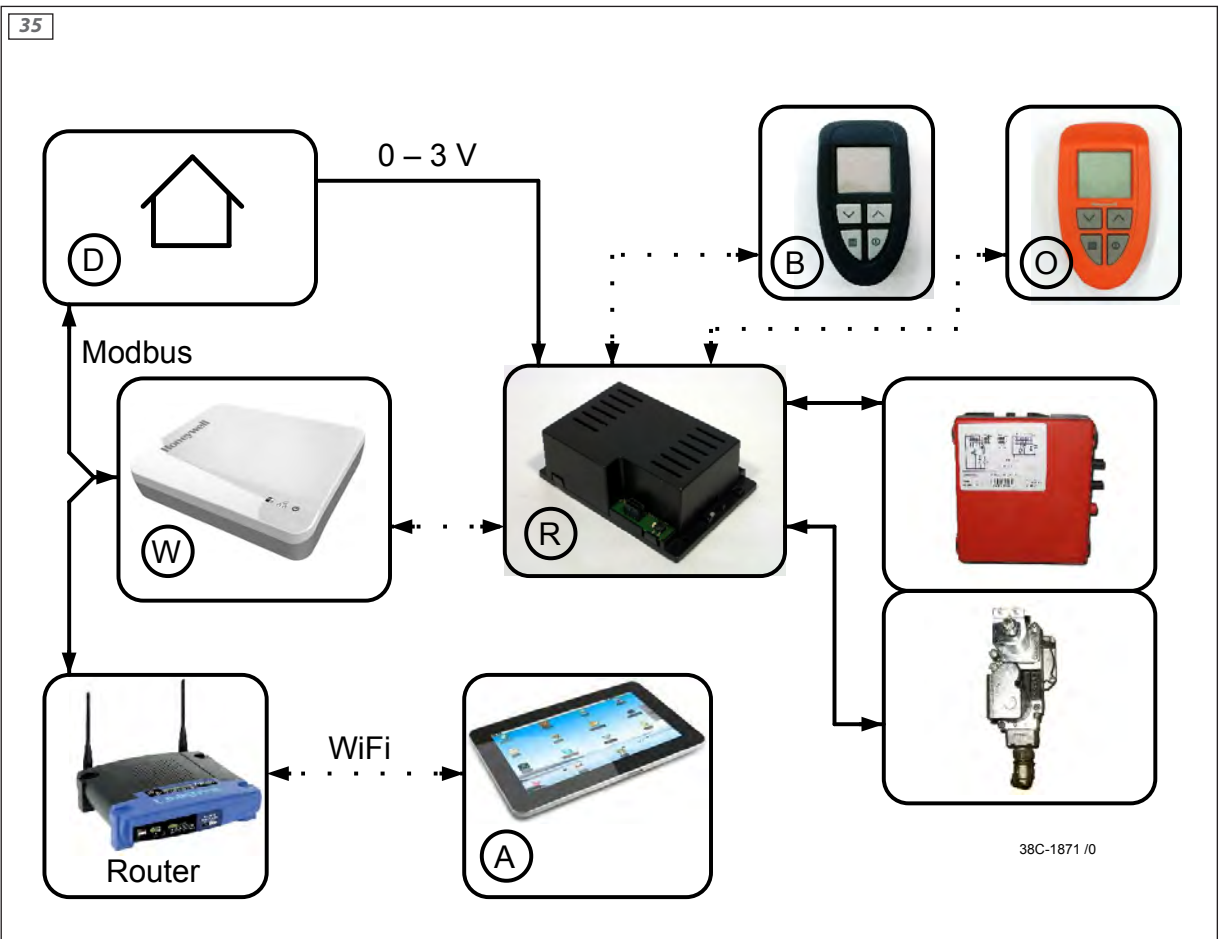 35
0 – 3 V
D
B
O
Modbus
Honeywell
W
R
WiFi
Router
A
38C-1871 /0